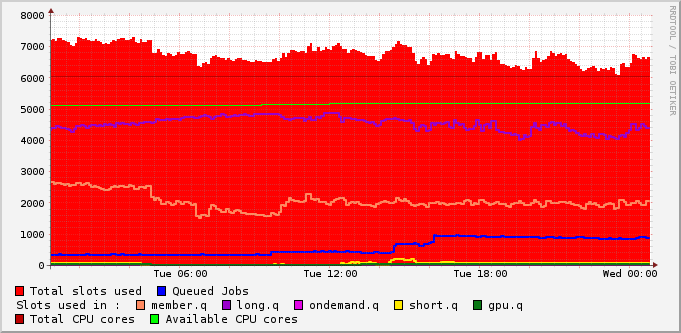 8000
7000
6000
5000
4000
3000
2000
1000
0
Tue 06:00 Tue 12:00 Tue 18:00 Wed 00:00
RRDTOOL / TOBI OETIKER
Total slots used Queued Jobs
Slots used in : member.q long.q ondemand.q short.q gpu.q
Total CPU cores Available CPU cores